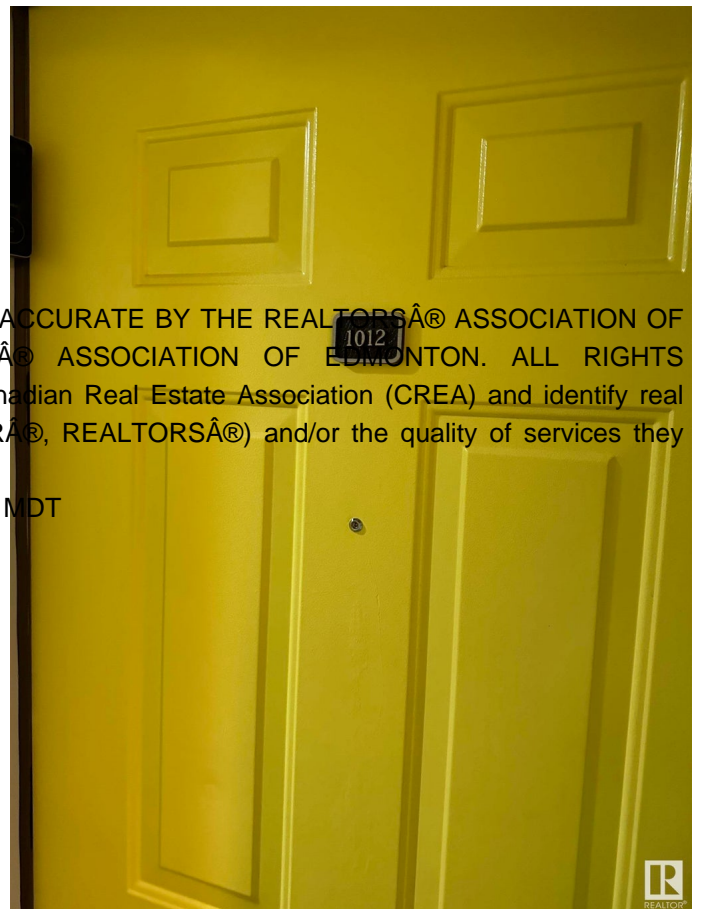 ACCURATE BY THE REALTORSÂ® ASSOCIATION OF
Â® ASSOCIATION OF EDMONTON. ALL RIGHTS
nadian Real Estate Association (CREA) and identify real
RÂ®, REALTORSÂ®) and/or the quality of services they
MDT
1012
R
REALTOR®